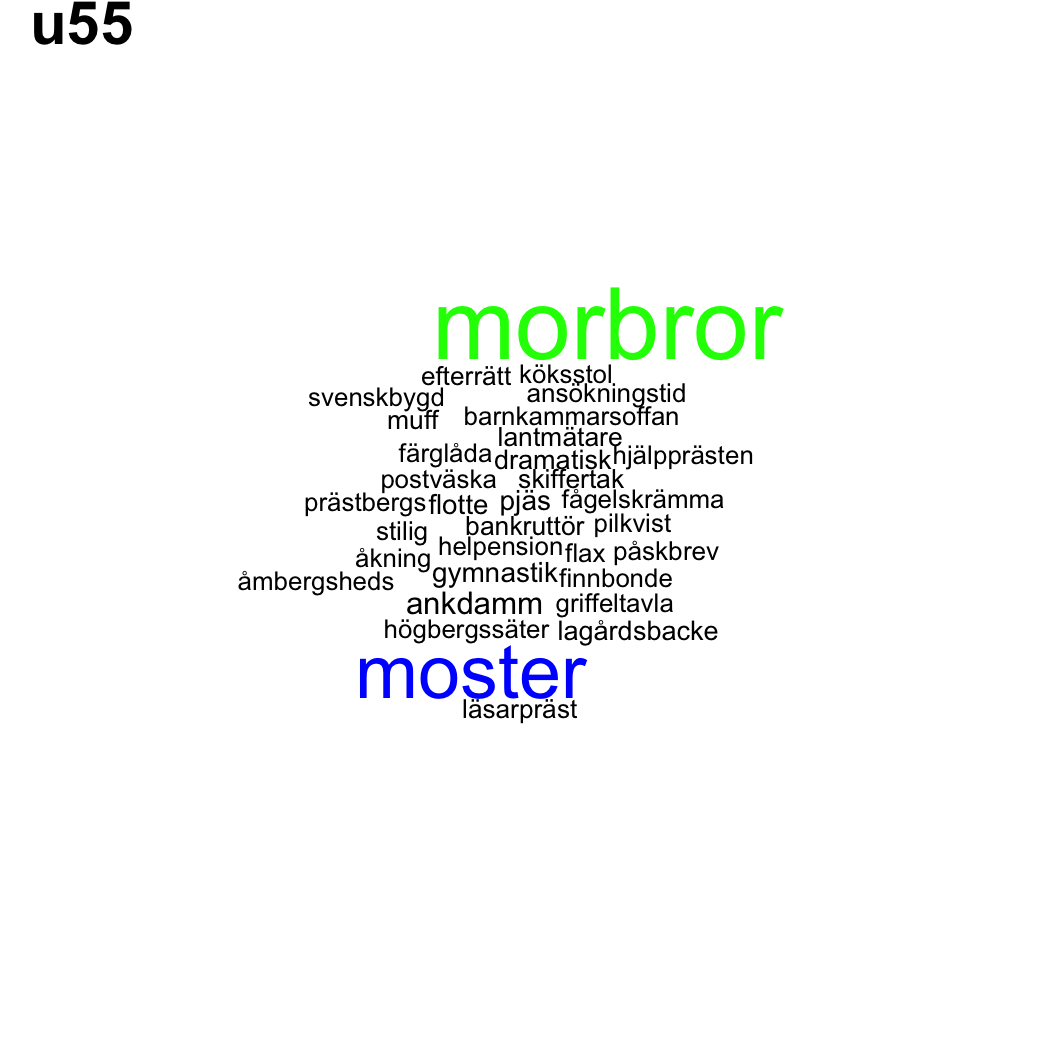 u55
morbror
efterrätt köksstol
svenskbygd ansökningstid
muff barnkammarsoffan
lantmätare
färglåda dramatisk hjälpprästen
postväska skiffertak
prästbergs flotte pjäs fågelskrämma
stilig bankruttör pilkvist
åkning helpension flax påskbrev
åmbergsheds gymnastik finnbonde
ankdamm griffeltavla
högbergssäter lagårdsbacke
moster
läsarpräst